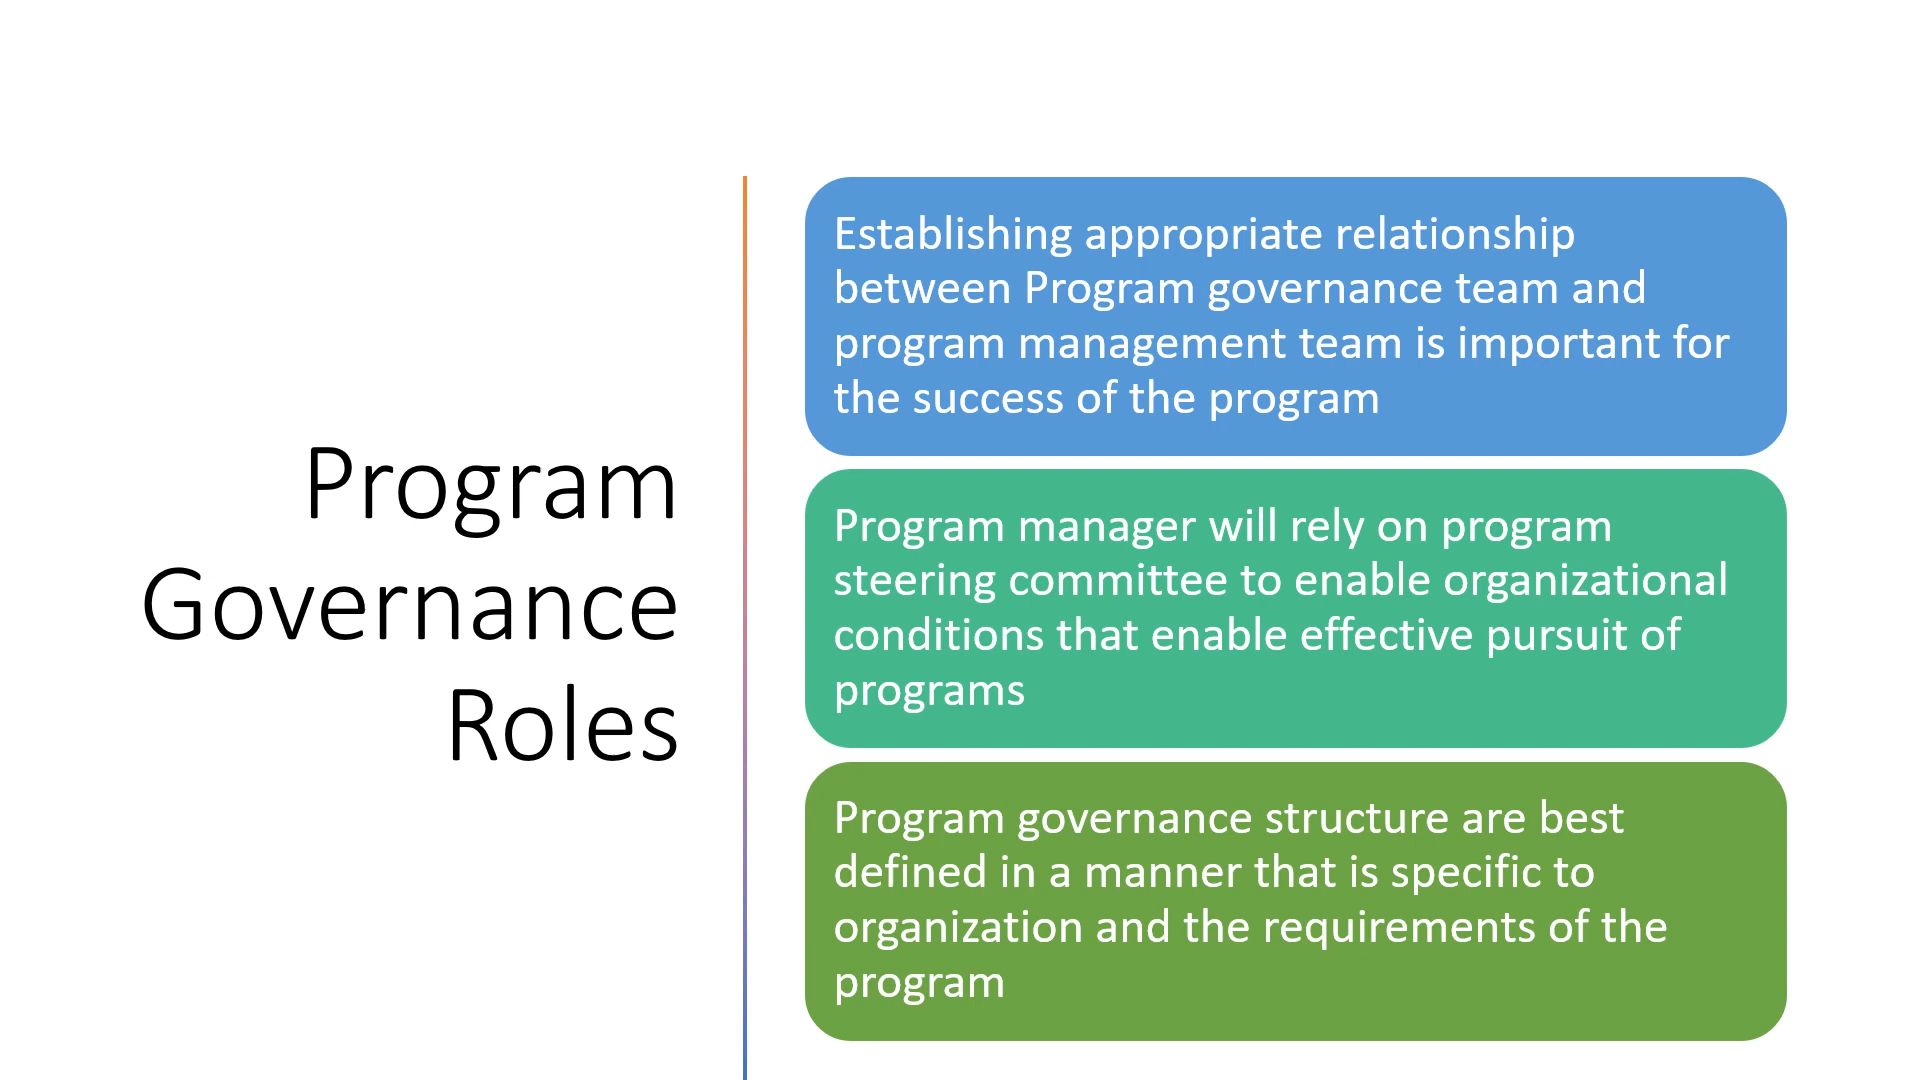 Program
Governance
Roles
Establishing appropriate relationship
between Program governance team and
program management team is important for
the success of the program
Program manager will rely on program
steering committee to enable organizational
conditions that enable effective pursuit of
programs
Program governance structure are best
defined in a manner that is specific to
organization and the requirements of the
program